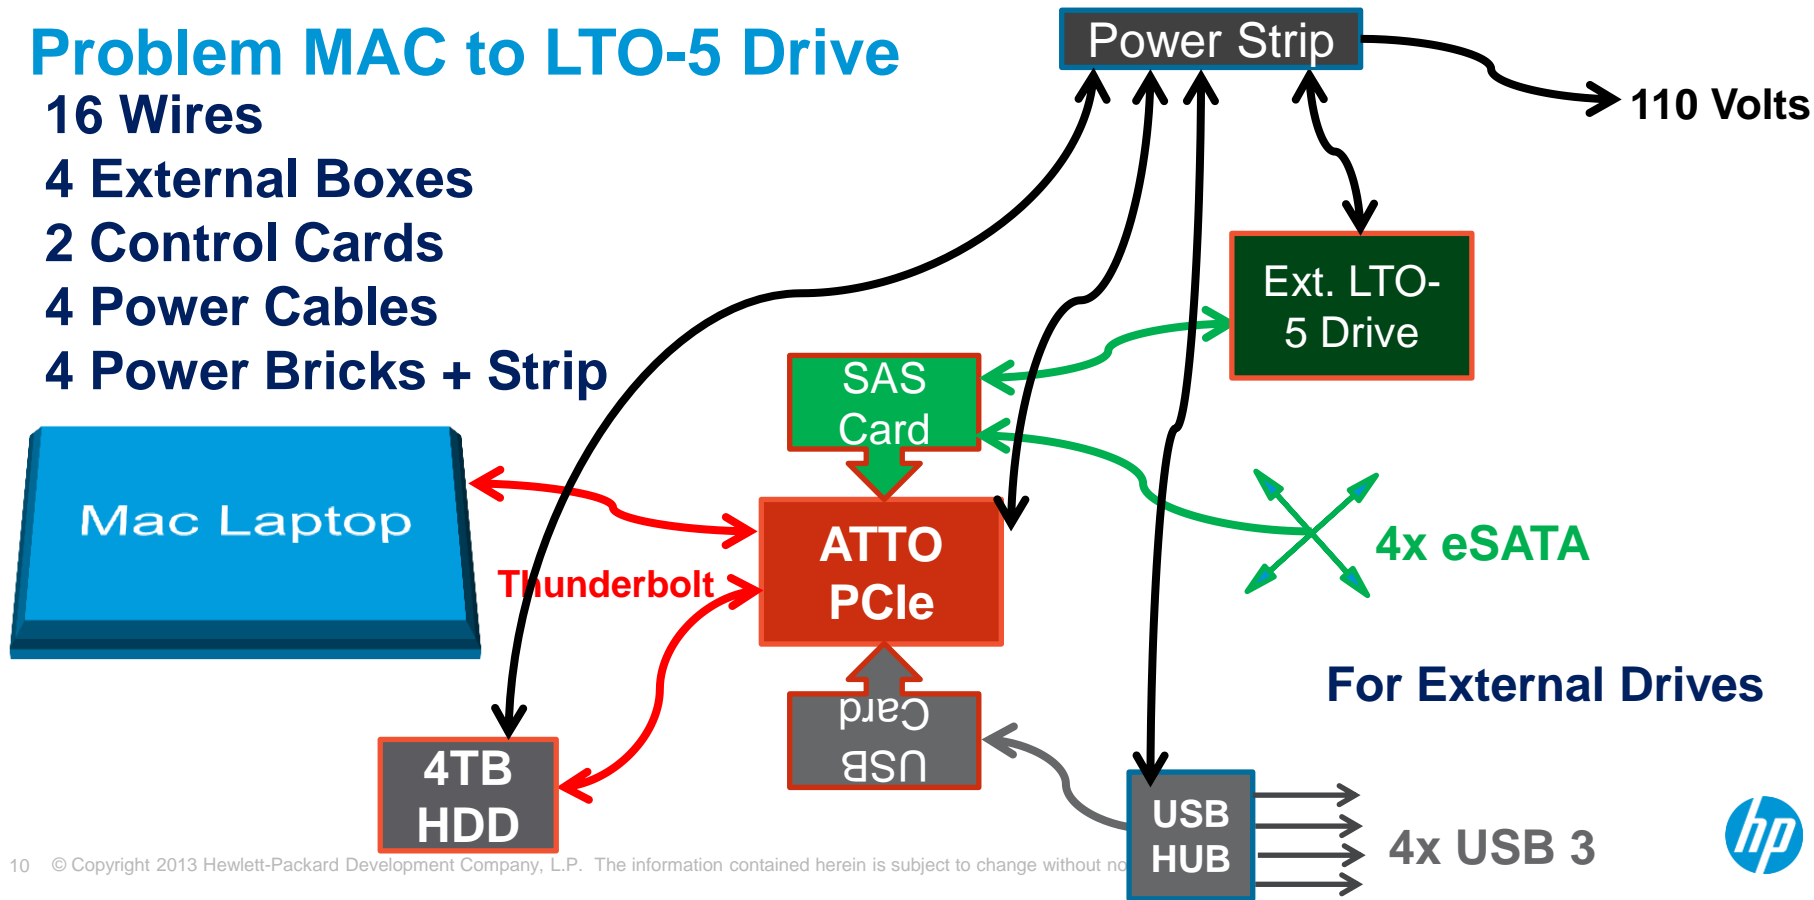 Problem MAC to LTO-5 Drive
16 Wires
4 External Boxes
2 Control Cards
4 Power Cables
4 Power Bricks + Strip
Power Strip
110 Volts
Ext. LTO-
5 Drive
SAS
Card
Mac Laptop
ATTO
PCIe
Thunderbolt
4x eSATA
For External Drives
USB
Card
4TB
HDD
USB
HUB
4x USB 3
10 © Copyright 2013 Hewlett-Packard Development Company, L.P. The information contained herein is subject to change without
hp